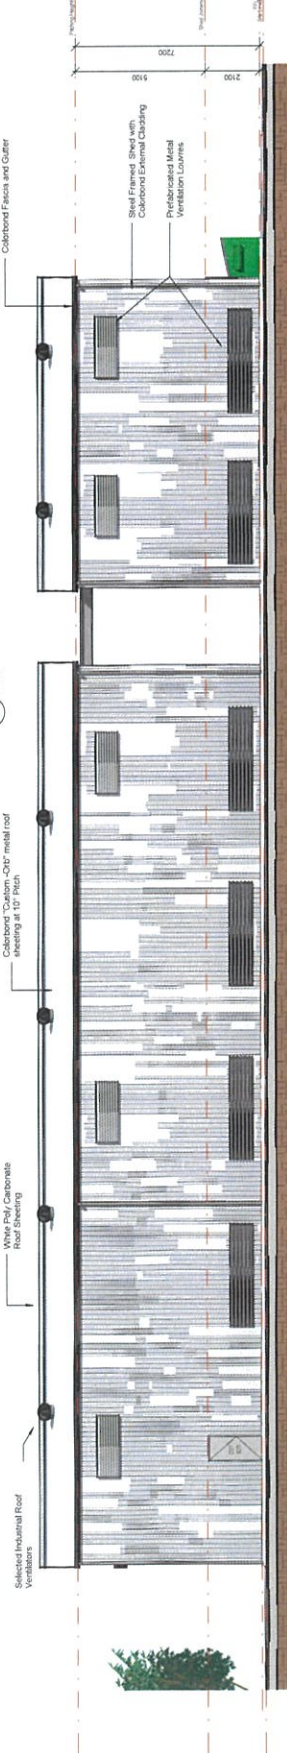 Selected Industrial Roof
Ventilators
White Poly Carbonate
Roof Sheeting
Colorbond "Custom -Orb" metal roof
sheeting at 10° Pitch
Colorbond Fascia and Gutter
Steel Framed Shed with
Colorbond External Cladding
Prefabricated Metal
Ventilation Louvres
7200
5100
2100